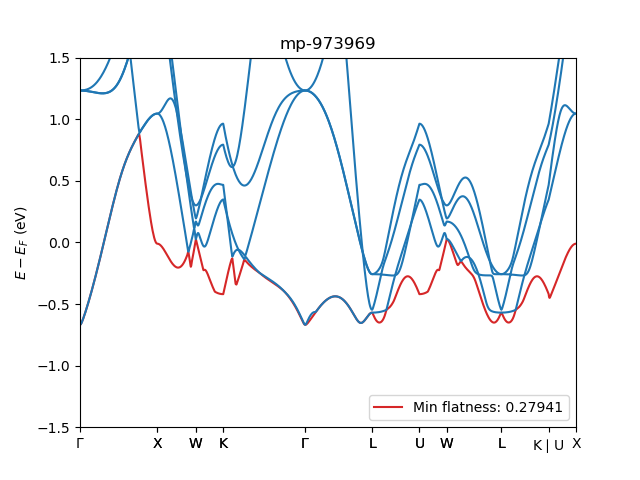 mp-973969
E − E_F (eV)
1.5
1.0
0.5
0.0
−0.5
−1.0
−1.5
Min flatness: 0.27941
Γ X W K Γ L U W L K | U X